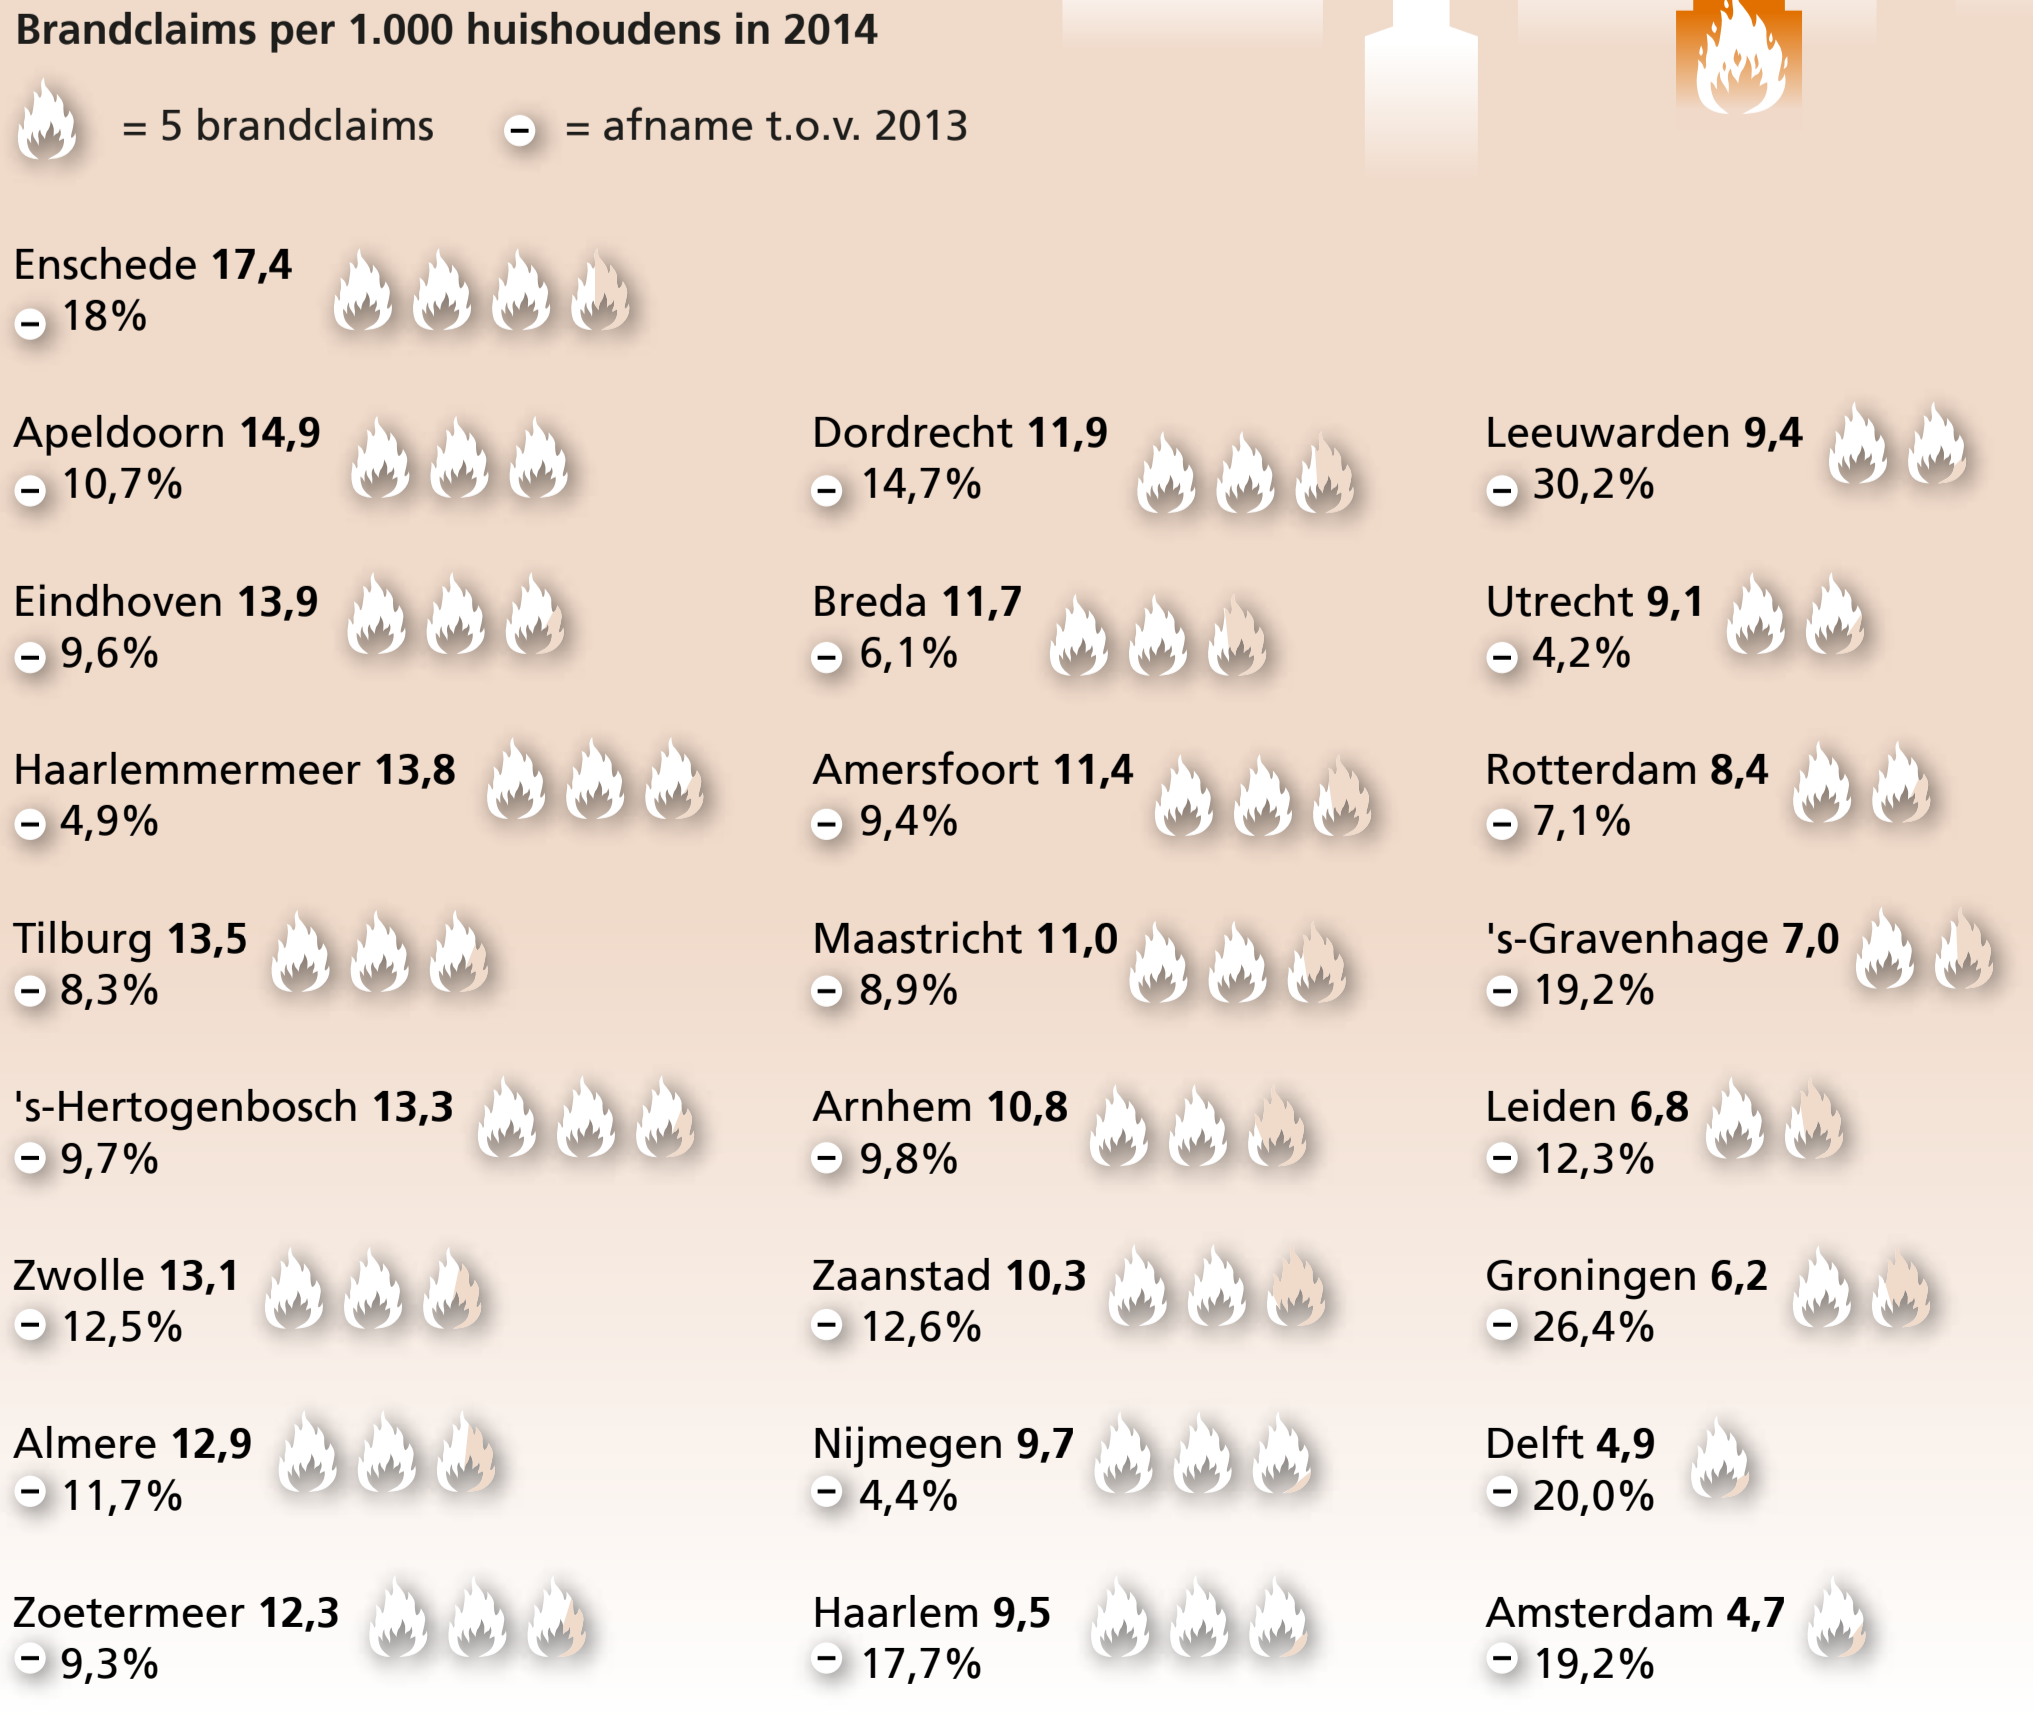 Brandclaims per 1.000 huishoudens in 2014
= 5 brandclaims
= afname t.o.v. 2013
Enschede 17,4
18%
Apeldoorn 14,9
10,7%
Eindhoven 13,9
9,6%
Haarlemmermeer 13,8
4,9%
Tilburg 13,5
8,3%
's-Hertogenbosch 13,3
9,7%
Zwolle 13,1
12,5%
Almere 12,9
11,7%
Zoetermeer 12,3
9,3%
Dordrecht 11,9
14,7%
Breda 11,7
6,1%
Amersfoort 11,4
9,4%
Maastricht 11,0
8,9%
Arnhem 10,8
9,8%
Zaanstad 10,3
12,6%
Nijmegen 9,7
4,4%
Haarlem 9,5
17,7%
Leeuwarden 9,4
30,2%
Utrecht 9,1
4,2%
Rotterdam 8,4
7,1%
's-Gravenhage 7,0
19,2%
Leiden 6,8
12,3%
Groningen 6,2
26,4%
Delft 4,9
20,0%
Amsterdam 4,7
19,2%